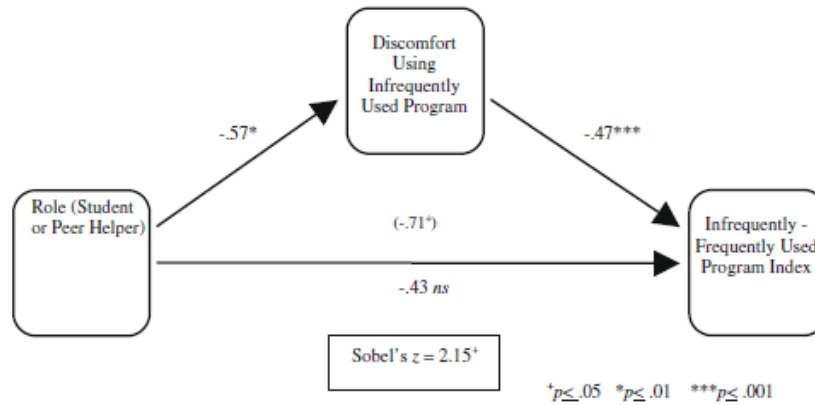 Discomfort
Using
Infrequently
Used Program
-.57*
-.47***
Role (Student
or Peer Helper)
(-.71⁺)
Infrequently -
Frequently Used
Program Index
-.43 ns
Sobel's z = 2.15⁺
⁺p≤ .05 *p≤ .01 ***p≤ .001